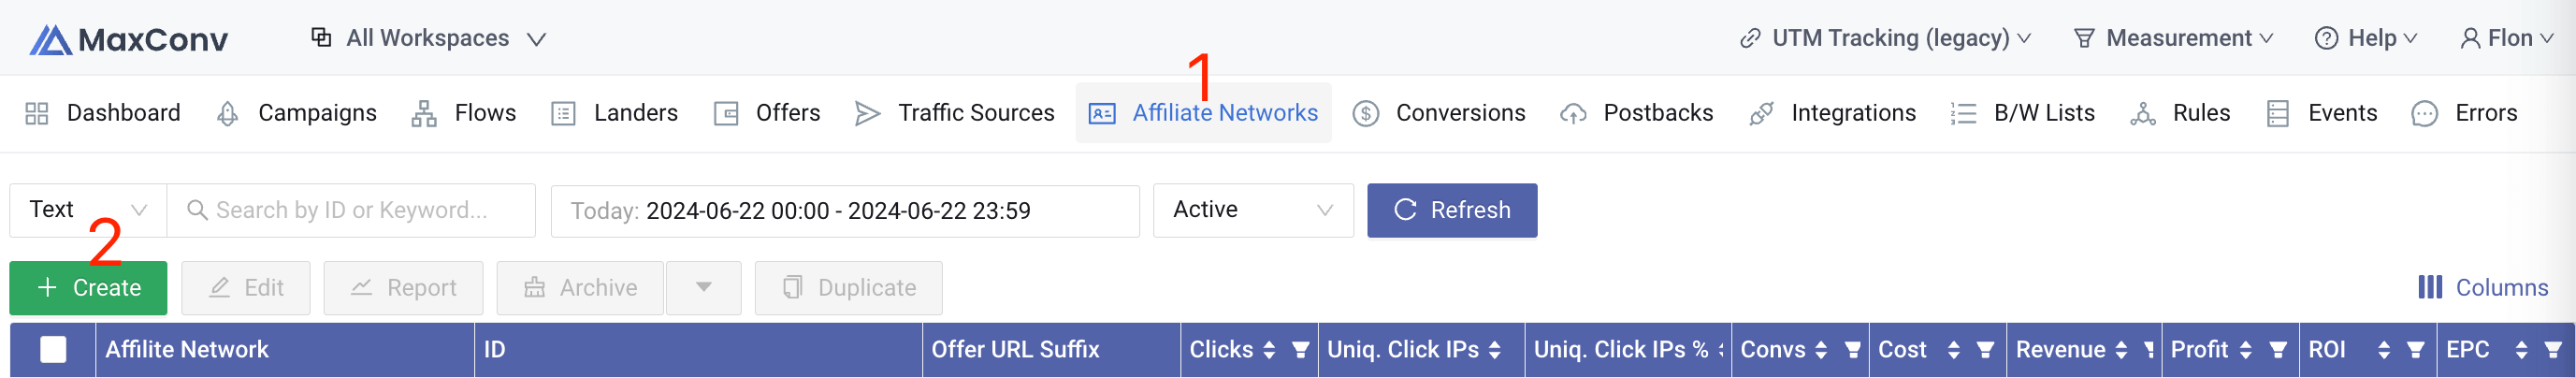 MaxConv All Workspaces UTM Tracking (legacy) Measurement Help Flon
1
Dashboard Campaigns Flows Landers Offers Traffic Sources Affiliate Networks Conversions Postbacks Integrations B/W Lists Rules Events Errors
Text Search by ID or Keyword... Today: 2024-06-22 00:00 - 2024-06-22 23:59 Active Refresh
2
+ Create Edit Report Archive Duplicate Columns
Affilite Network ID Offer URL Suffix Clicks Uniq. Click IPs Uniq. Click IPs % Convs Cost Revenue Profit ROI EPC